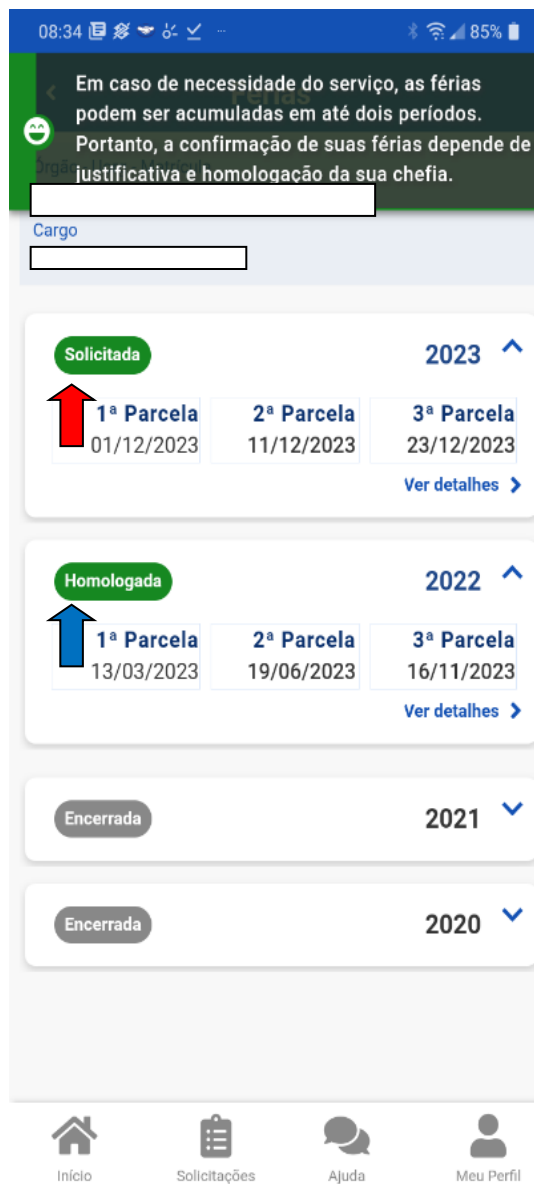 08:34 85%
Em caso de necessidade do serviço, as férias
podem ser acumuladas em até dois períodos.
Portanto, a confirmação de suas férias depende de
justificativa e homologação da sua chefia.
Férias
Cargo
Solicitada 2023
1ª Parcela 2ª Parcela 3ª Parcela
01/12/2023 11/12/2023 23/12/2023
Ver detalhes
Homologada 2022
1ª Parcela 2ª Parcela 3ª Parcela
13/03/2023 19/06/2023 16/11/2023
Ver detalhes
Encerrada 2021
Encerrada 2020
Início Solicitações Ajuda Meu Perfil